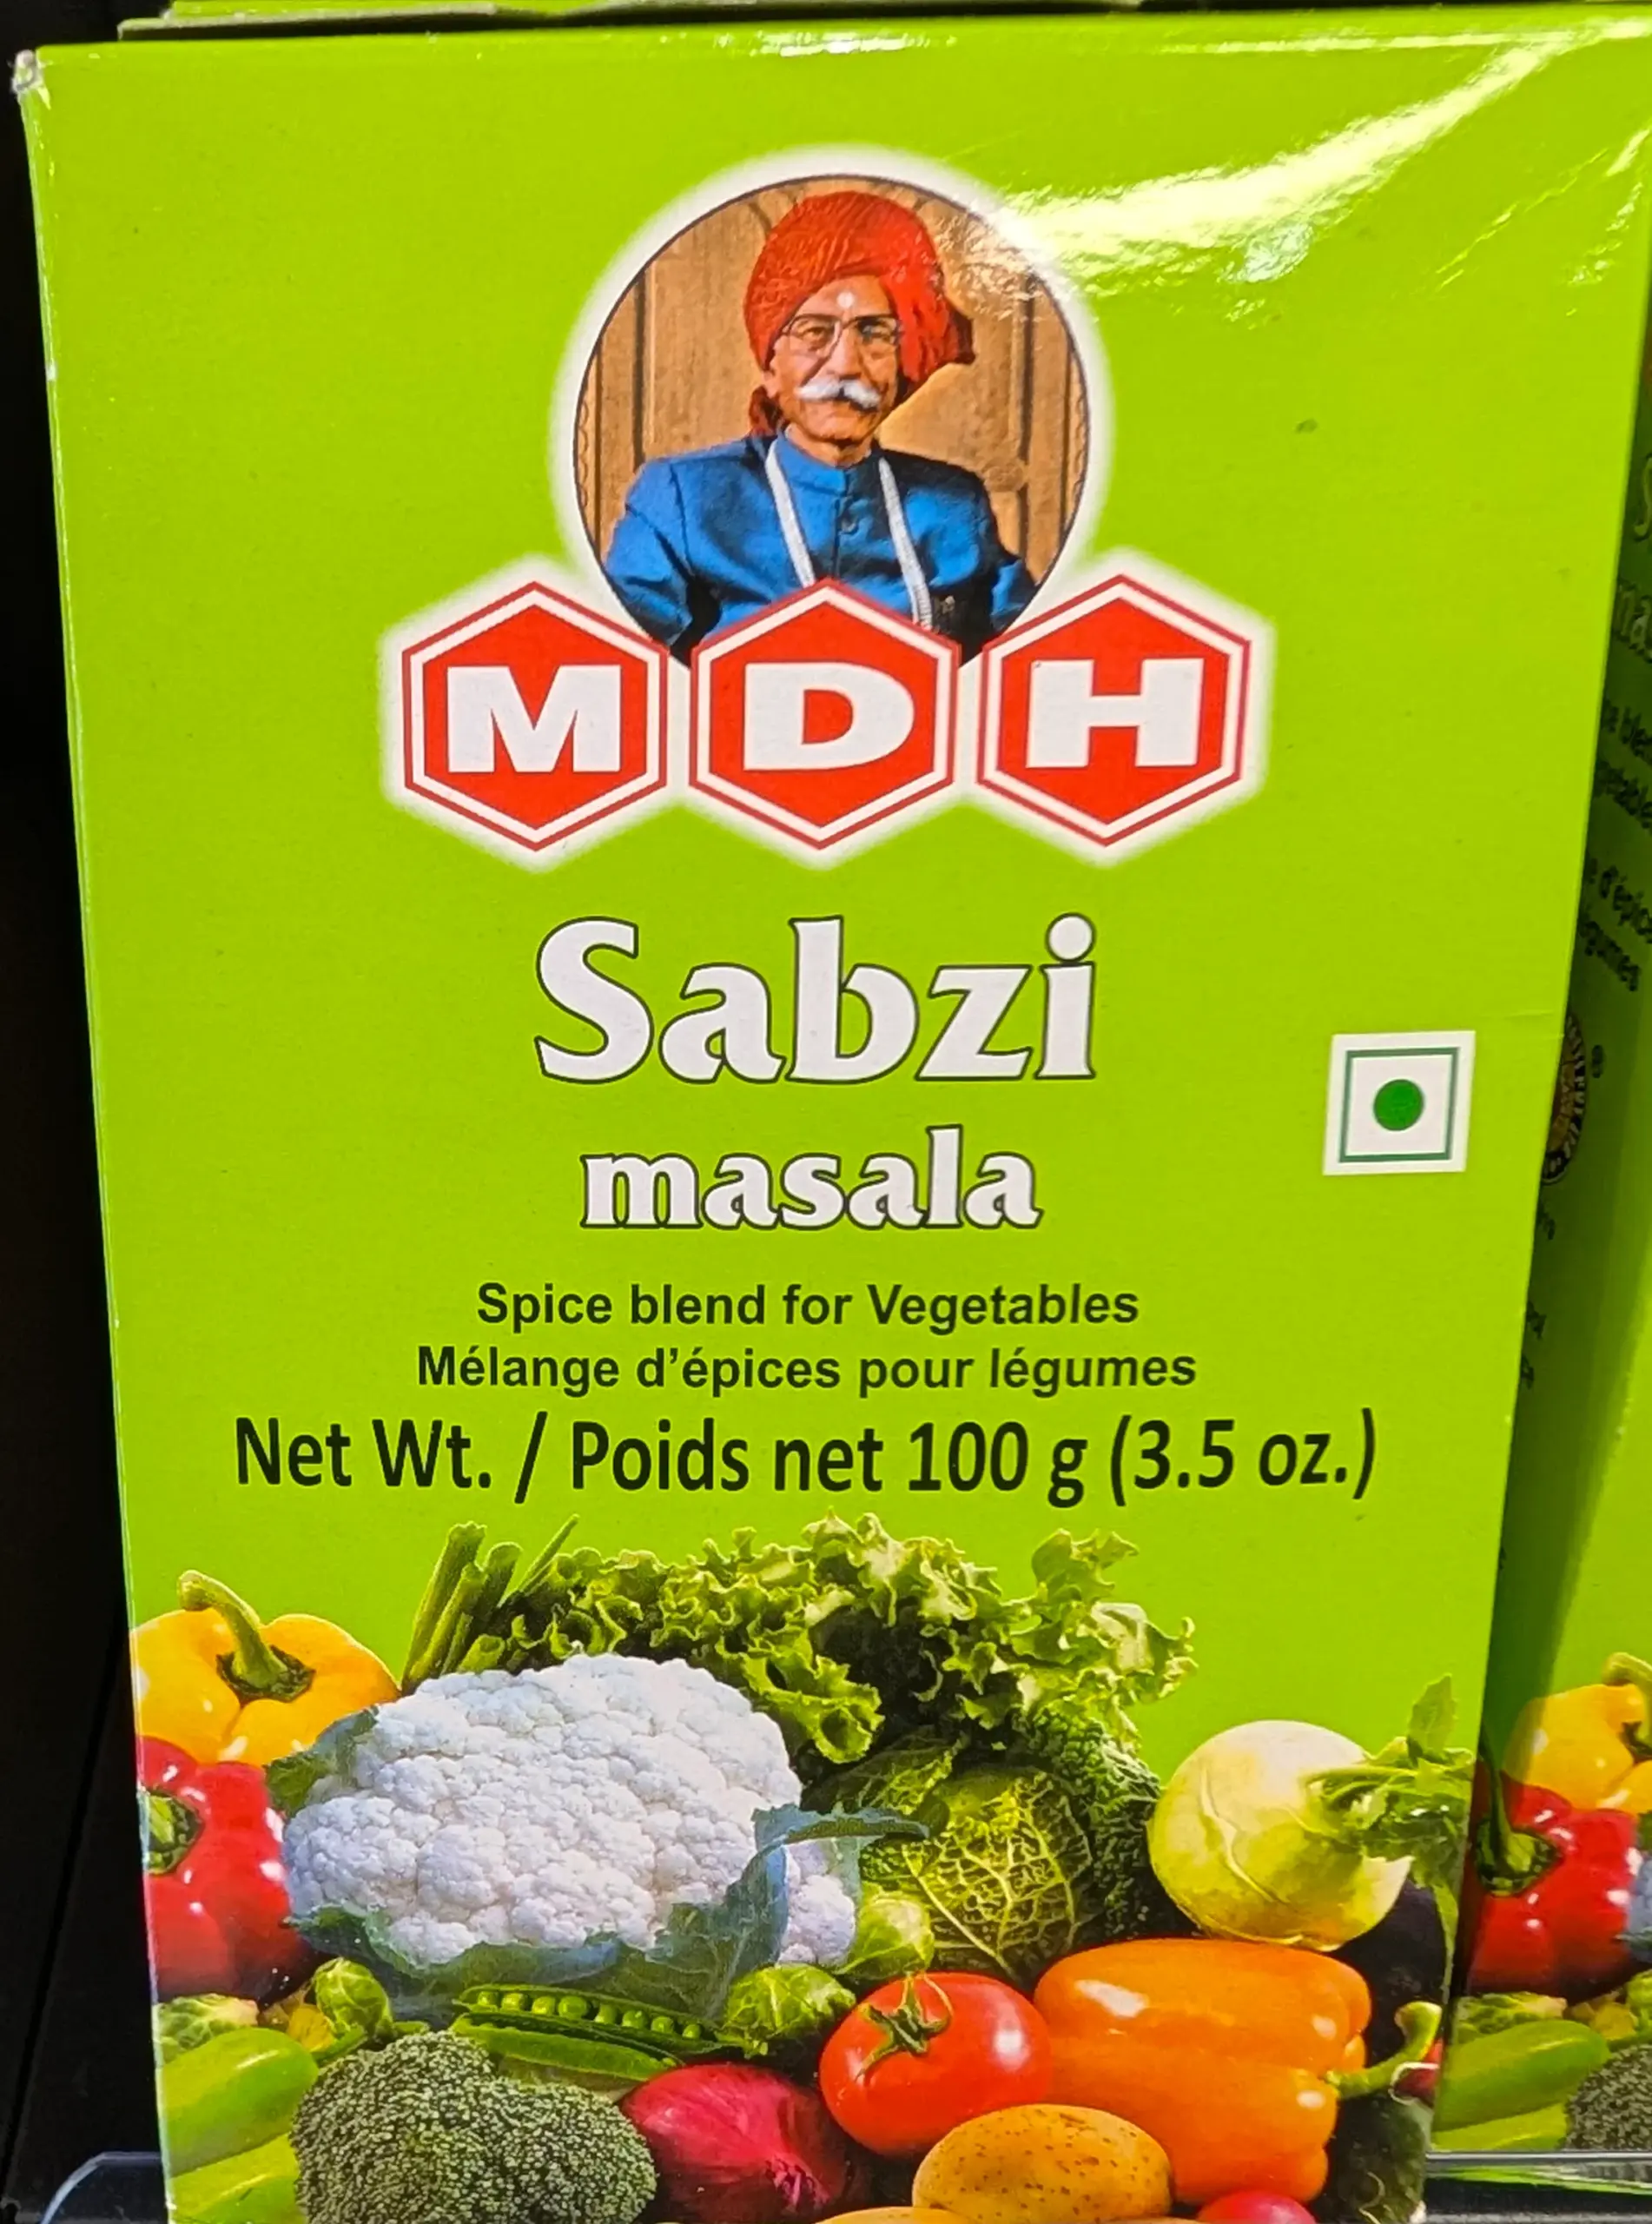 MDH
Sabzi
masala
Spice blend for Vegetables
Mélange d'épices pour légumes
Net Wt. / Poids net 100 g (3.5 oz.)